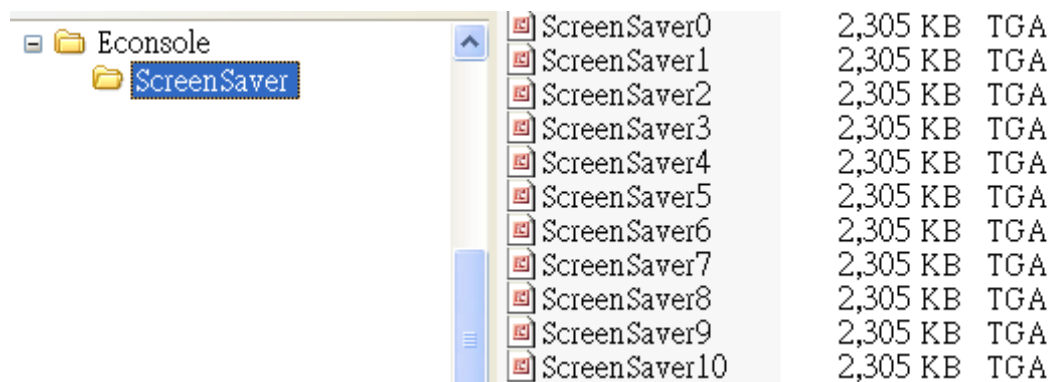 Econsole
ScreenSaver
ScreenSaver0 2,305 KB TGA
ScreenSaver1 2,305 KB TGA
ScreenSaver2 2,305 KB TGA
ScreenSaver3 2,305 KB TGA
ScreenSaver4 2,305 KB TGA
ScreenSaver5 2,305 KB TGA
ScreenSaver6 2,305 KB TGA
ScreenSaver7 2,305 KB TGA
ScreenSaver8 2,305 KB TGA
ScreenSaver9 2,305 KB TGA
ScreenSaver10 2,305 KB TGA